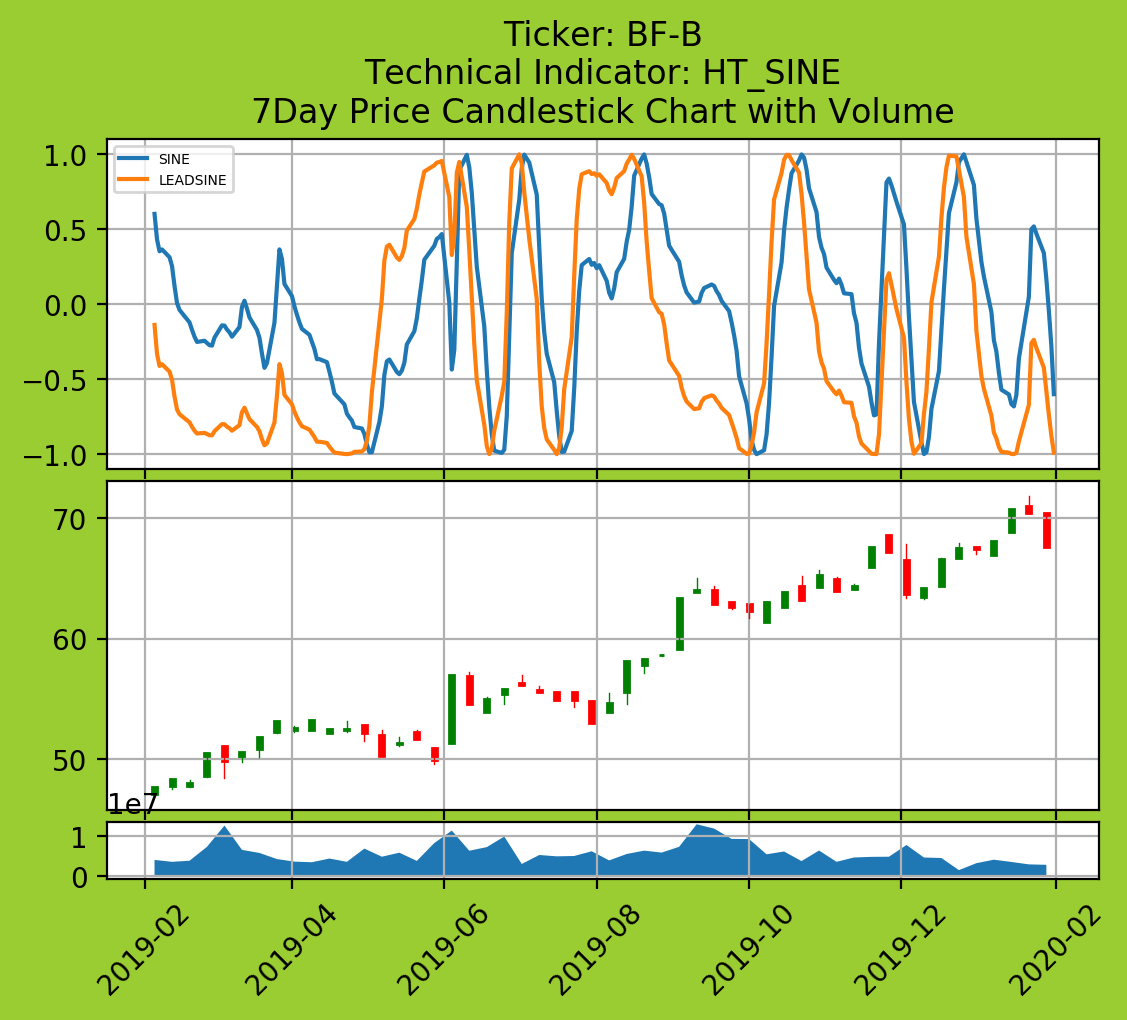 Ticker: BF-B
Technical Indicator: HT_SINE
7Day Price Candlestick Chart with Volume
SINE
LEADSINE
1.0
0.5
0.0
−0.5
−1.0
70
60
50
1e7
1
0
2019-02
2019-04
2019-06
2019-08
2019-10
2019-12
2020-02